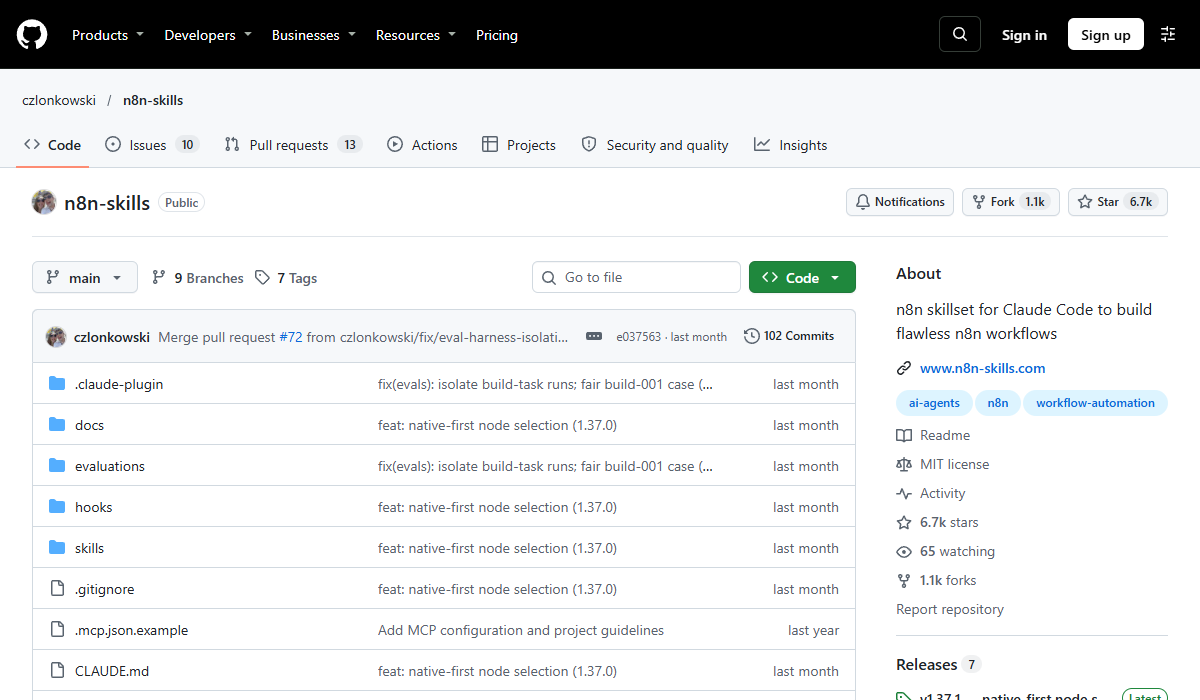 Products Developers Businesses Resources Pricing Sign in Sign up
czlonkowski / n8n-skills
Code Issues 10 Pull requests 13 Actions Projects Security and quality Insights
n8n-skills Public Notifications Fork 1.1k Star 6.7k
main 9 Branches 7 Tags Go to file Code
czlonkowski Merge pull request #72 from czlonkowski/fix/eval-harness-isolati... e037563 · last month 102 Commits
.claude-plugin fix(evals): isolate build-task runs; fair build-001 case (... last month
docs feat: native-first node selection (1.37.0) last month
evaluations fix(evals): isolate build-task runs; fair build-001 case (... last month
hooks feat: native-first node selection (1.37.0) last month
skills feat: native-first node selection (1.37.0) last month
.gitignore feat: native-first node selection (1.37.0) last month
.mcp.json.example Add MCP configuration and project guidelines last year
CLAUDE.md feat: native-first node selection (1.37.0) last month
About
n8n skillset for Claude Code to build
flawless n8n workflows
www.n8n-skills.com
ai-agents n8n workflow-automation
Readme
MIT license
Activity
6.7k stars
65 watching
1.1k forks
Report repository
Releases 7
v1.37.1 — native-first node s... Latest